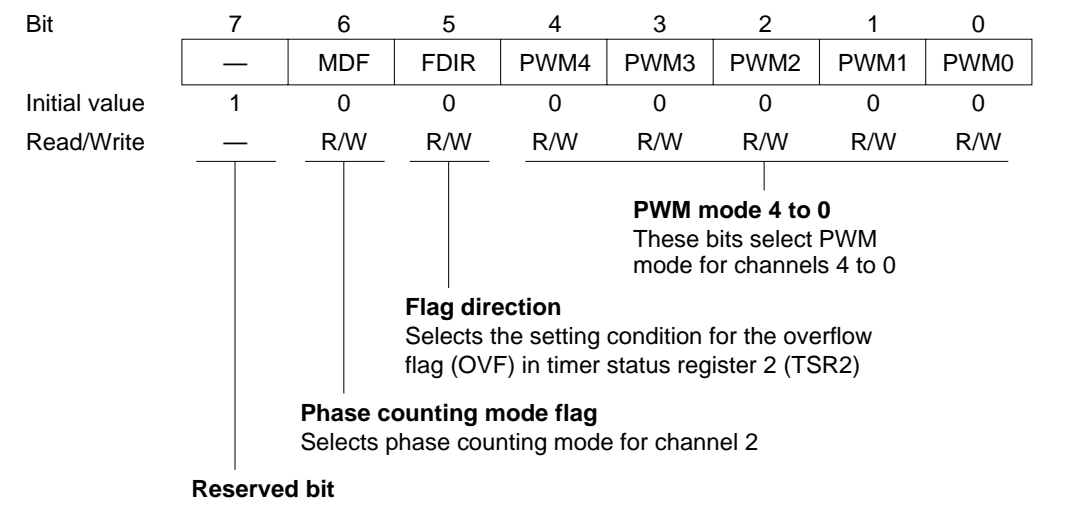 Bit 7 6 5 4 3 2 1 0
— MDF FDIR PWM4 PWM3 PWM2 PWM1 PWM0
Initial value 1 0 0 0 0 0 0 0
Read/Write — R/W R/W R/W R/W R/W R/W R/W
PWM mode 4 to 0
These bits select PWM
mode for channels 4 to 0
Flag direction
Selects the setting condition for the overflow
flag (OVF) in timer status register 2 (TSR2)
Phase counting mode flag
Selects phase counting mode for channel 2
Reserved bit